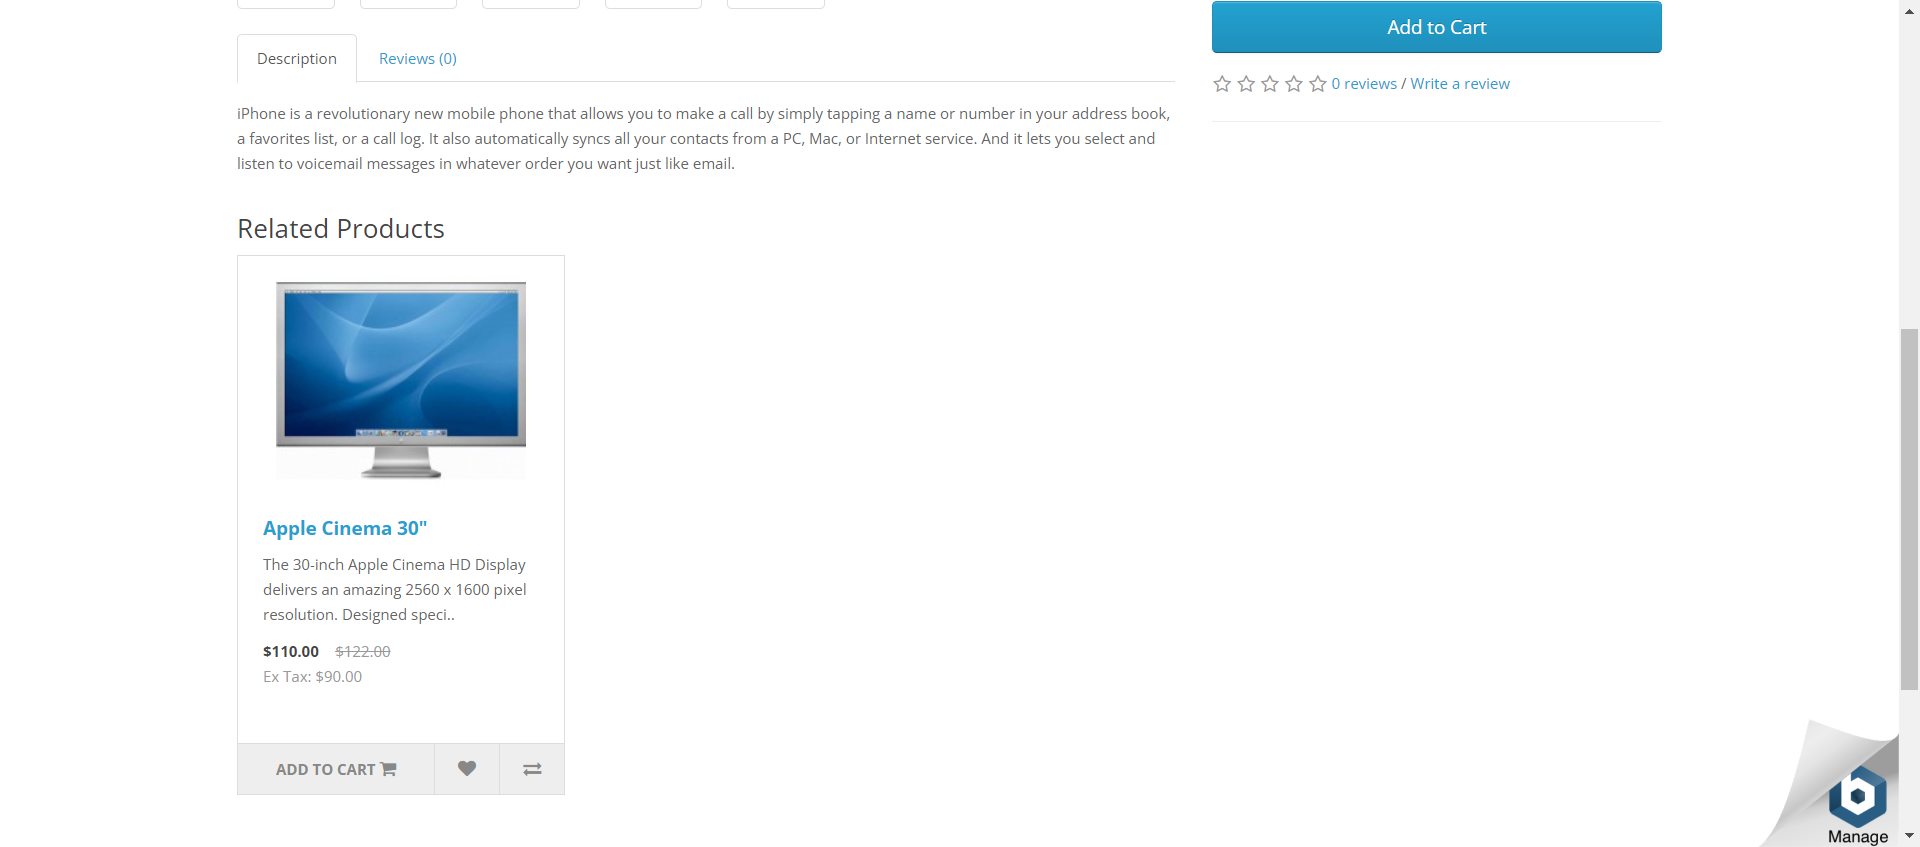 Add to Cart
Description
Reviews (0)
0 reviews / Write a review
iPhone is a revolutionary new mobile phone that allows you to make a call by simply tapping a name or number in your address book,
a favorites list, or a call log. It also automatically syncs all your contacts from a PC, Mac, or Internet service. And it lets you select and
listen to voicemail messages in whatever order you want just like email.
Related Products
Apple Cinema 30"
The 30-inch Apple Cinema HD Display
delivers an amazing 2560 x 1600 pixel
resolution. Designed speci..
$110.00 $122.00
Ex Tax: $90.00
ADD TO CART
b
Manage